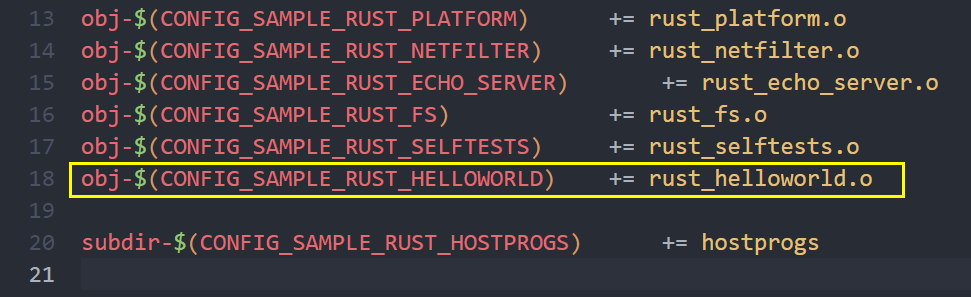 13 obj-$(CONFIG_SAMPLE_RUST_PLATFORM) += rust_platform.o
14 obj-$(CONFIG_SAMPLE_RUST_NETFILTER) += rust_netfilter.o
15 obj-$(CONFIG_SAMPLE_RUST_ECHO_SERVER) += rust_echo_server.o
16 obj-$(CONFIG_SAMPLE_RUST_FS) += rust_fs.o
17 obj-$(CONFIG_SAMPLE_RUST_SELFTESTS) += rust_selftests.o
18 obj-$(CONFIG_SAMPLE_RUST_HELLOWORLD) += rust_helloworld.o
19
20 subdir-$(CONFIG_SAMPLE_RUST_HOSTPROGS) += hostprogs
21